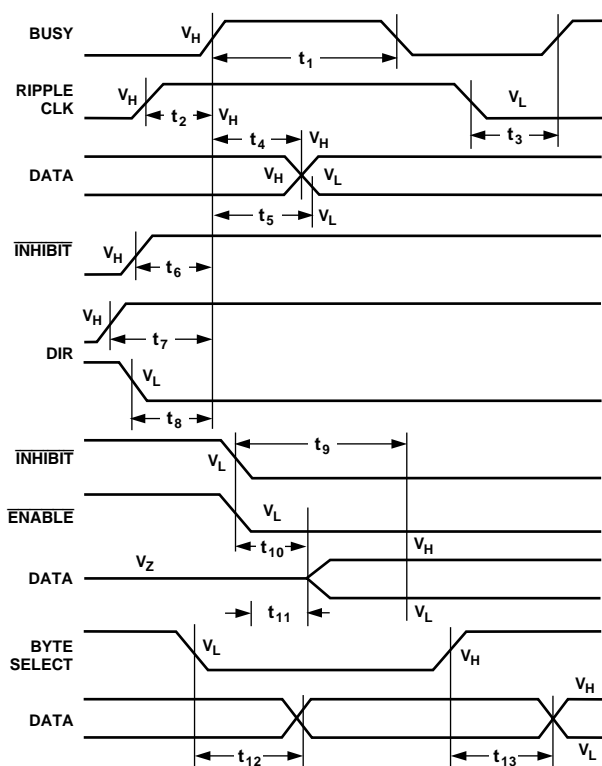 BUSY
V_H
t_1
RIPPLE
CLK
V_H
t_2
V_H
V_L
t_3
t_4
V_H
DATA
V_H
V_L
t_5
V_L
INHIBIT
V_H
t_6
V_H
t_7
DIR
V_L
t_8
INHIBIT
V_L
t_9
ENABLE
V_L
t_10
V_H
DATA
V_Z
t_11
V_L
BYTE
SELECT
V_L
V_H
DATA
V_H
t_12
t_13
V_L